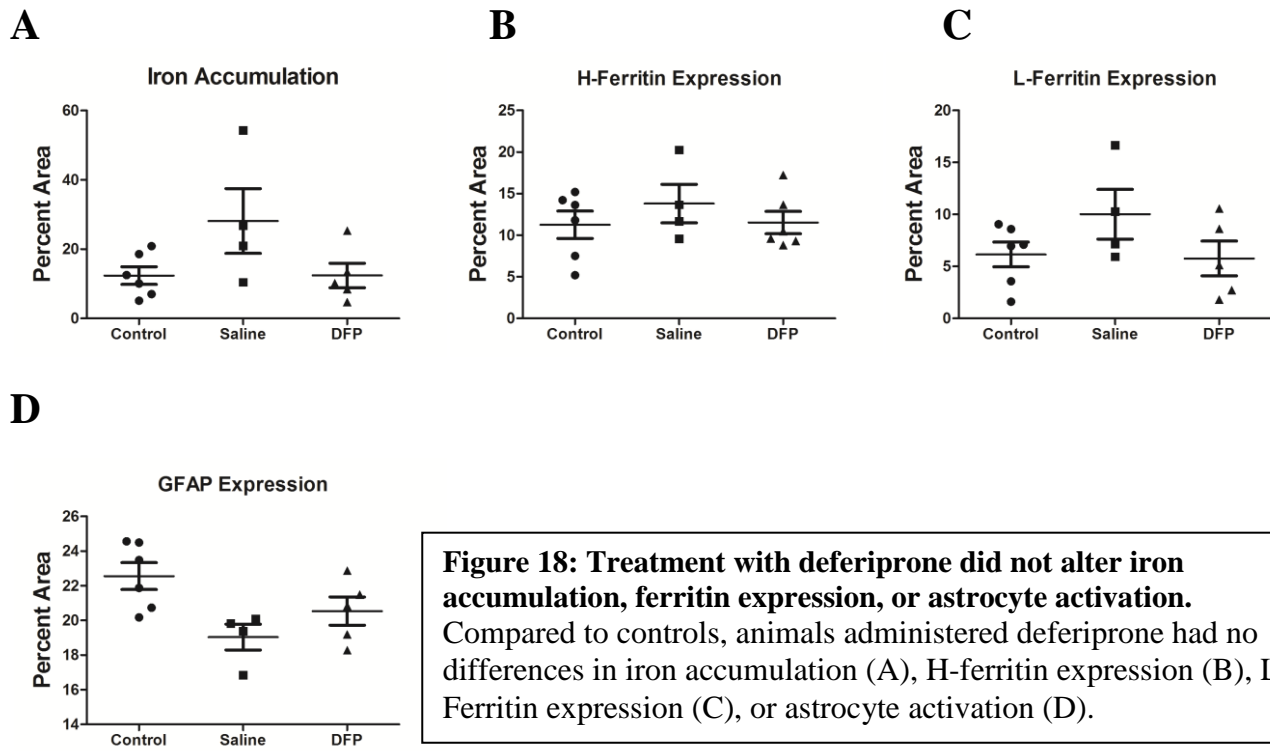 A
B
C
Iron Accumulation
Percent Area
60
40
20
0
Control Saline DFP
H-Ferritin Expression
Percent Area
25
20
15
10
5
0
Control Saline DFP
L-Ferritin Expression
Percent Area
20
15
10
5
0
Control Saline DFP
D
GFAP Expression
Percent Area
26
24
22
20
18
16
14
Control Saline DFP
Figure 18: Treatment with deferiprone did not alter iron
accumulation, ferritin expression, or astrocyte activation.
Compared to controls, animals administered deferiprone had no
differences in iron accumulation (A), H-ferritin expression (B), L
Ferritin expression (C), or astrocyte activation (D).